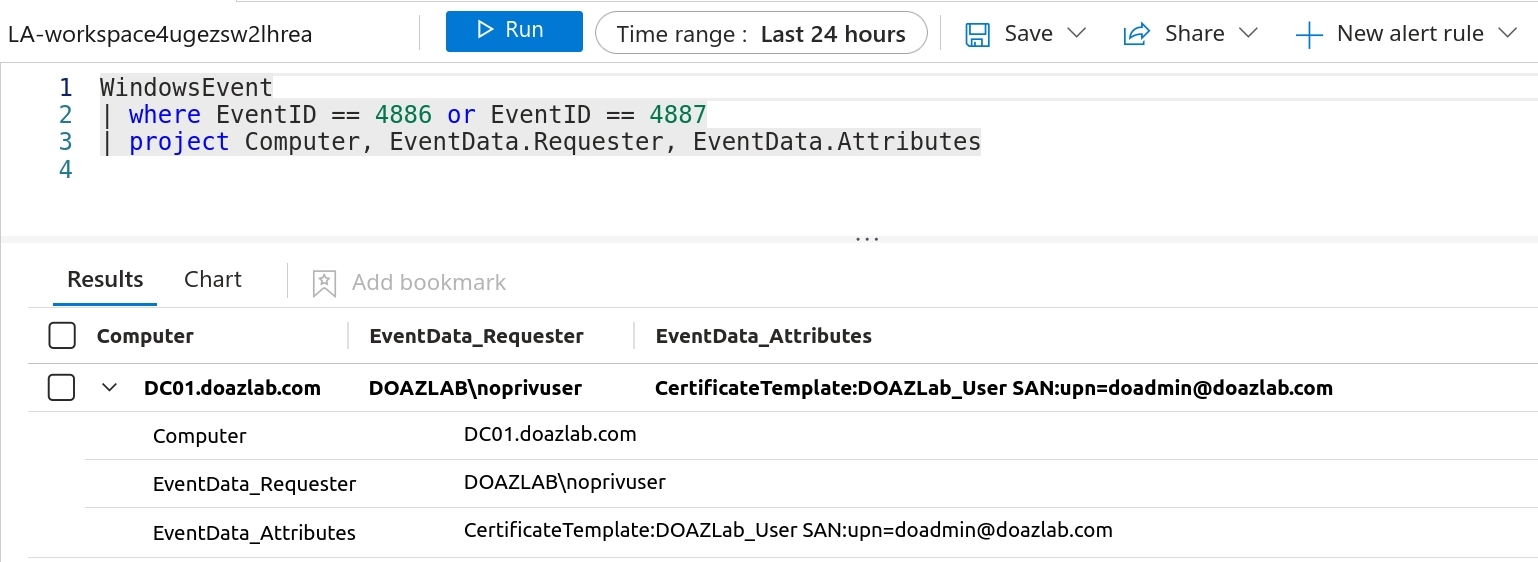 LA-workspace4ugezsw2lhrea Run Time range : Last 24 hours Save Share New alert rule
1 WindowsEvent
2 | where EventID == 4886 or EventID == 4887
3 | project Computer, EventData.Requester, EventData.Attributes
4
...
Results Chart Add bookmark
Computer EventData_Requester EventData_Attributes
DC01.doazlab.com DOAZLAB\noprivuser CertificateTemplate:DOAZLab_User SAN:upn=doadmin@doazlab.com
Computer DC01.doazlab.com
EventData_Requester DOAZLAB\noprivuser
EventData_Attributes CertificateTemplate:DOAZLab_User SAN:upn=doadmin@doazlab.com